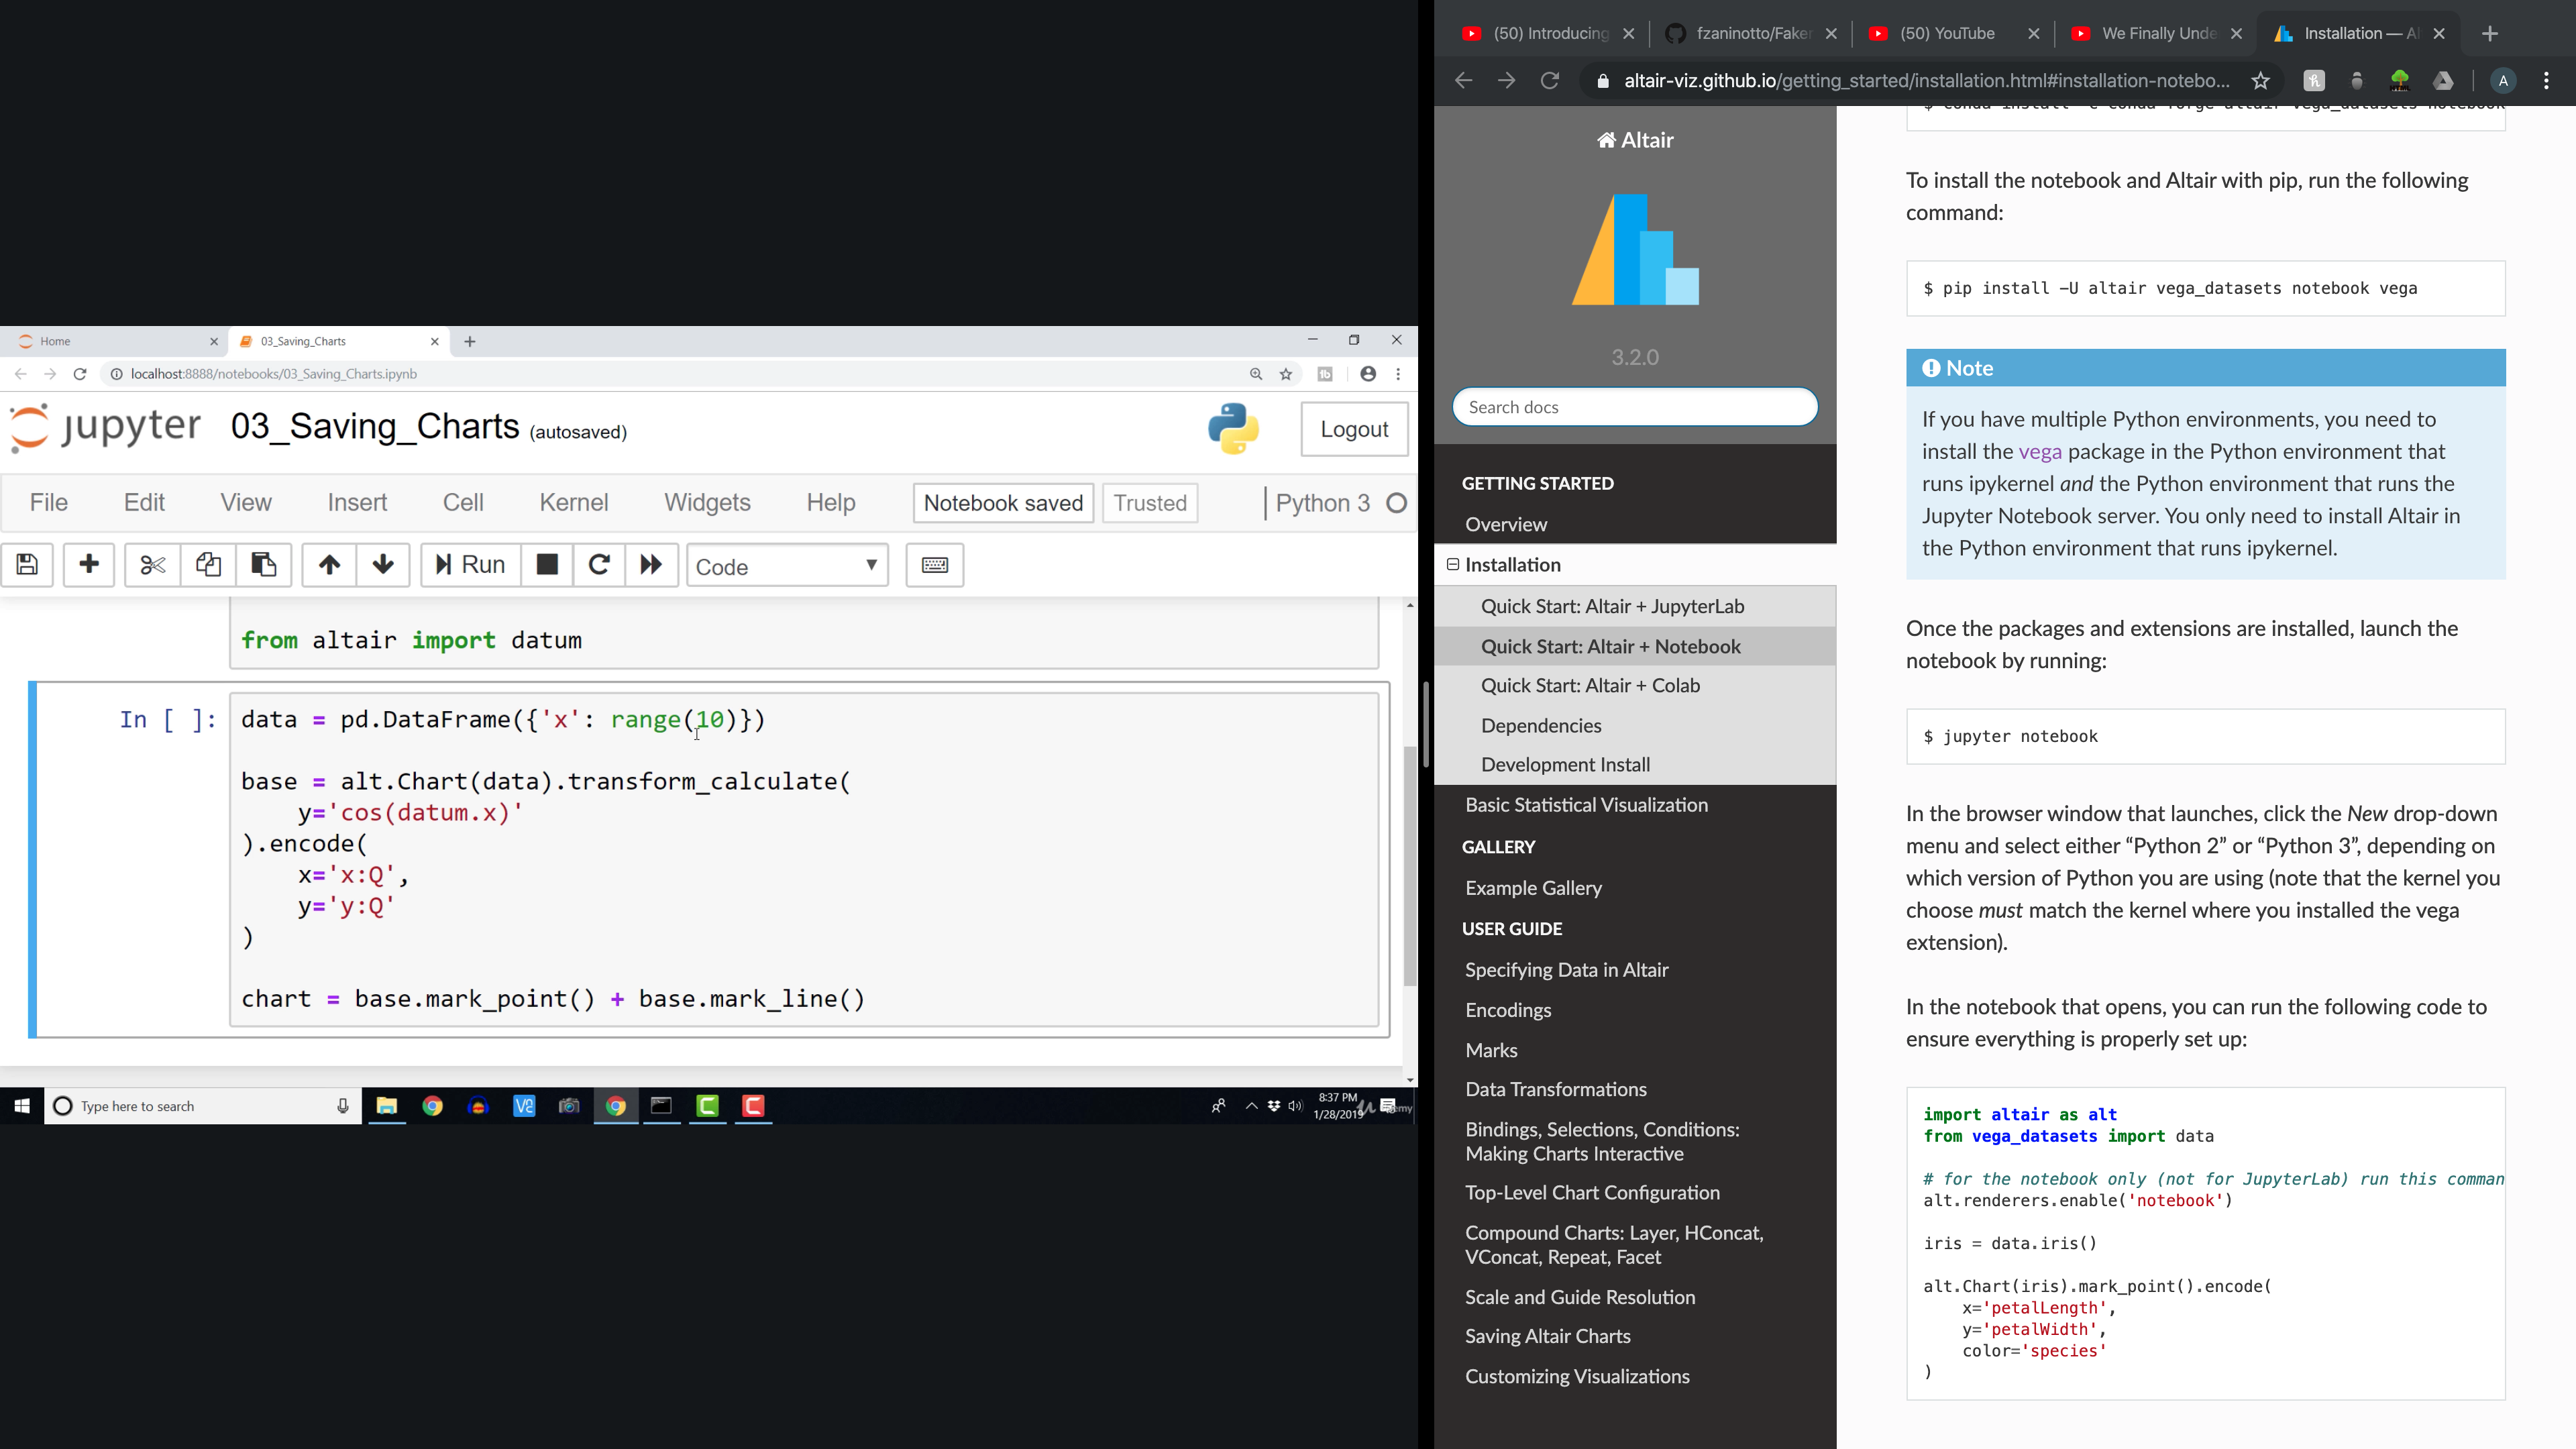 Home
03_Saving_Charts
localhost:8888/notebooks/03_Saving_Charts.ipynb
jupyter 03_Saving_Charts (autosaved)
Logout
File Edit View Insert Cell Kernel Widgets Help Notebook saved Trusted Python 3
Run Code
from altair import datum
In [ ]: data = pd.DataFrame({'x': range(10)})
base = alt.Chart(data).transform_calculate(
y='cos(datum.x)'
).encode(
x='x:Q',
y='y:Q'
)
chart = base.mark_point() + base.mark_line()
Type here to search
8:37 PM
1/28/2019
(50) Introducing
fzaninotto/Faker
(50) YouTube
We Finally Unde
Installation — Al
altair-viz.github.io/getting_started/installation.html#installation-notebo...
A
Altair
3.2.0
Search docs
GETTING STARTED
Overview
Installation
Quick Start: Altair + JupyterLab
Quick Start: Altair + Notebook
Quick Start: Altair + Colab
Dependencies
Development Install
Basic Statistical Visualization
GALLERY
Example Gallery
USER GUIDE
Specifying Data in Altair
Encodings
Marks
Data Transformations
Bindings, Selections, Conditions:
Making Charts Interactive
Top-Level Chart Configuration
Compound Charts: Layer, HConcat,
VConcat, Repeat, Facet
Scale and Guide Resolution
Saving Altair Charts
Customizing Visualizations
$ conda install -c conda-forge altair vega_datasets notebook
To install the notebook and Altair with pip, run the following
command:
$ pip install -U altair vega_datasets notebook vega
Note
If you have multiple Python environments, you need to
install the vega package in the Python environment that
runs ipykernel and the Python environment that runs the
Jupyter Notebook server. You only need to install Altair in
the Python environment that runs ipykernel.
Once the packages and extensions are installed, launch the
notebook by running:
$ jupyter notebook
In the browser window that launches, click the New drop-down
menu and select either “Python 2” or “Python 3”, depending on
which version of Python you are using (note that the kernel you
choose must match the kernel where you installed the vega
extension).
In the notebook that opens, you can run the following code to
ensure everything is properly set up:
import altair as alt
from vega_datasets import data
# for the notebook only (not for JupyterLab) run this comman
alt.renderers.enable('notebook')
iris = data.iris()
alt.Chart(iris).mark_point().encode(
x='petalLength',
y='petalWidth',
color='species'
)